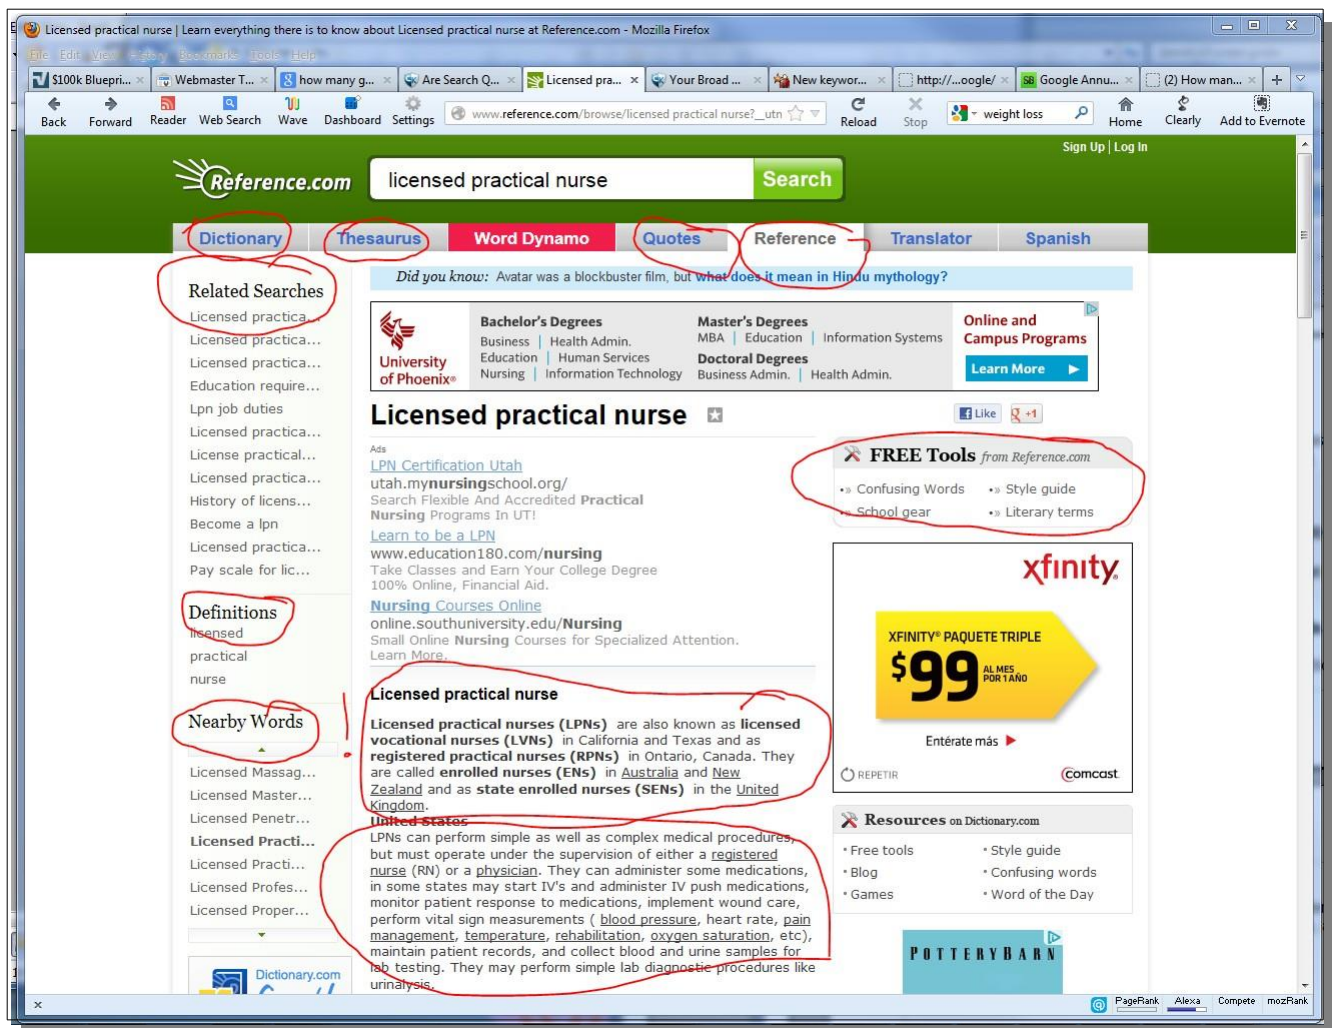 Licensed practical nurse | Learn everything there is to know about Licensed practical nurse at Reference.com - Mozilla Firefox
File Edit View History Bookmarks Tools Help
$100k Bluepri... Webmaster T... how many g... Are Search Q... Licensed pra... Your Broad ... New keywor... http://...oogle/ Google Annu... (2) How man...
Back Forward Reader Web Search Wave Dashboard Settings www.reference.com/browse/licensed practical nurse?_utn Reload Stop weight loss Home Clearly Add to Evernote
Sign Up | Log In
Reference.com licensed practical nurse Search
Dictionary Thesaurus Word Dynamo Quotes Reference Translator Spanish
Did you know: Avatar was a blockbuster film, but what does it mean in Hindu mythology?
Related Searches
Licensed practica...
Licensed practica...
Licensed practica...
Education require...
Lpn job duties
Licensed practica...
License practical...
Licensed practica...
History of licens...
Become a lpn
Licensed practica...
Pay scale for lic...
Definitions
licensed
practical
nurse
Nearby Words
Licensed Massag...
Licensed Master...
Licensed Penetr...
Licensed Practi...
Licensed Practi...
Licensed Profes...
Licensed Proper...
Dictionary.com
University
of Phoenix®
Bachelor's Degrees
Business | Health Admin.
Education | Human Services
Nursing | Information Technology
Master's Degrees
MBA | Education | Information Systems
Doctoral Degrees
Business Admin. | Health Admin.
Online and
Campus Programs
Learn More
Licensed practical nurse
Like +1
Ads
LPN Certification Utah
utah.mynursingschool.org/
Search Flexible And Accredited Practical
Nursing Programs In UT!
Learn to be a LPN
www.education180.com/nursing
Take Classes and Earn Your College Degree
100% Online, Financial Aid.
Nursing Courses Online
online.southuniversity.edu/Nursing
Small Online Nursing Courses for Specialized Attention.
Learn More.
Licensed practical nurse
Licensed practical nurses (LPNs) are also known as licensed
vocational nurses (LVNs) in California and Texas and as
registered practical nurses (RPNs) in Ontario, Canada. They
are called enrolled nurses (ENs) in Australia and New
Zealand and as state enrolled nurses (SENs) in the United
Kingdom.
United States
LPNs can perform simple as well as complex medical procedures,
but must operate under the supervision of either a registered
nurse (RN) or a physician. They can administer some medications,
in some states may start IV's and administer IV push medications,
monitor patient response to medications, implement wound care,
perform vital sign measurements ( blood pressure, heart rate, pain
management, temperature, rehabilitation, oxygen saturation, etc),
maintain patient records, and collect blood and urine samples for
lab testing. They may perform simple lab diagnostic procedures like
urinalysis.
FREE Tools from Reference.com
Confusing Words Style guide
School gear Literary terms
xfinity.
XFINITY® PAQUETE TRIPLE
$99 AL MES
POR 1 AÑO
Entérate más
REPETIR comcast.
Resources on Dictionary.com
Free tools Style guide
Blog Confusing words
Games Word of the Day
POTTERYBARN
PageRank Alexa Compete mozRank